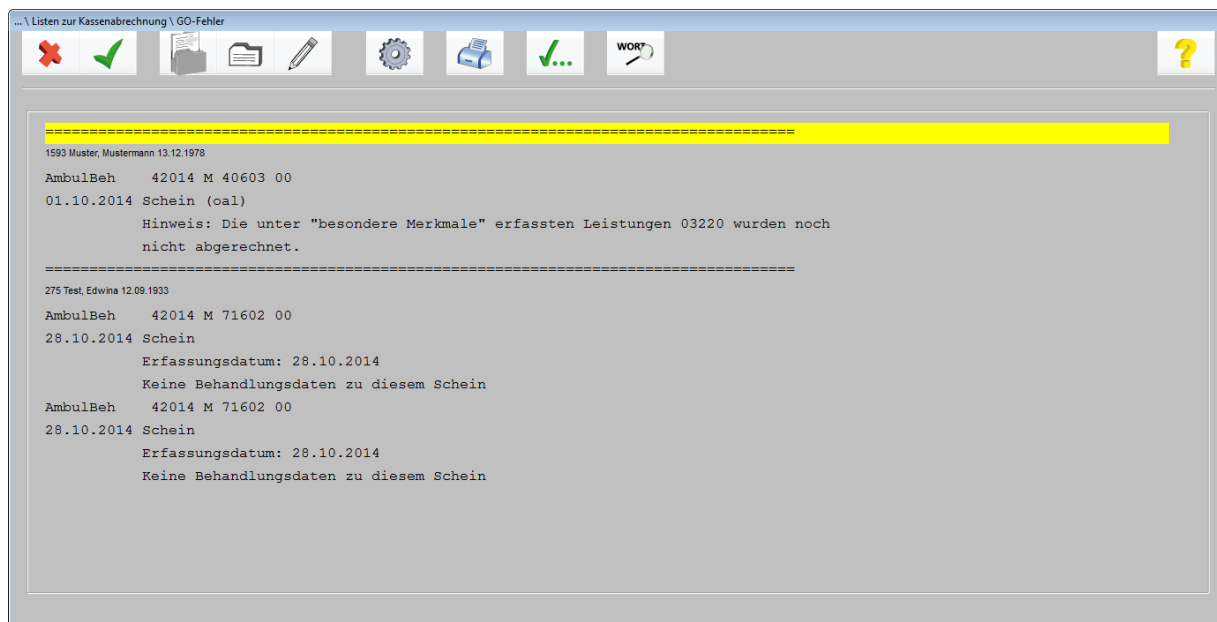 ... \ Listen zur Kassenabrechnung \ GO-Fehler
WORT
?
=====================================================================================
1593 Muster, Mustermann 13.12.1978
AmbulBeh 42014 M 40603 00
01.10.2014 Schein (oal)
Hinweis: Die unter "besondere Merkmale" erfassten Leistungen 03220 wurden noch
nicht abgerechnet.
=====================================================================================
275 Test, Edwina 12.09.1933
AmbulBeh 42014 M 71602 00
28.10.2014 Schein
Erfassungsdatum: 28.10.2014
Keine Behandlungsdaten zu diesem Schein
AmbulBeh 42014 M 71602 00
28.10.2014 Schein
Erfassungsdatum: 28.10.2014
Keine Behandlungsdaten zu diesem Schein